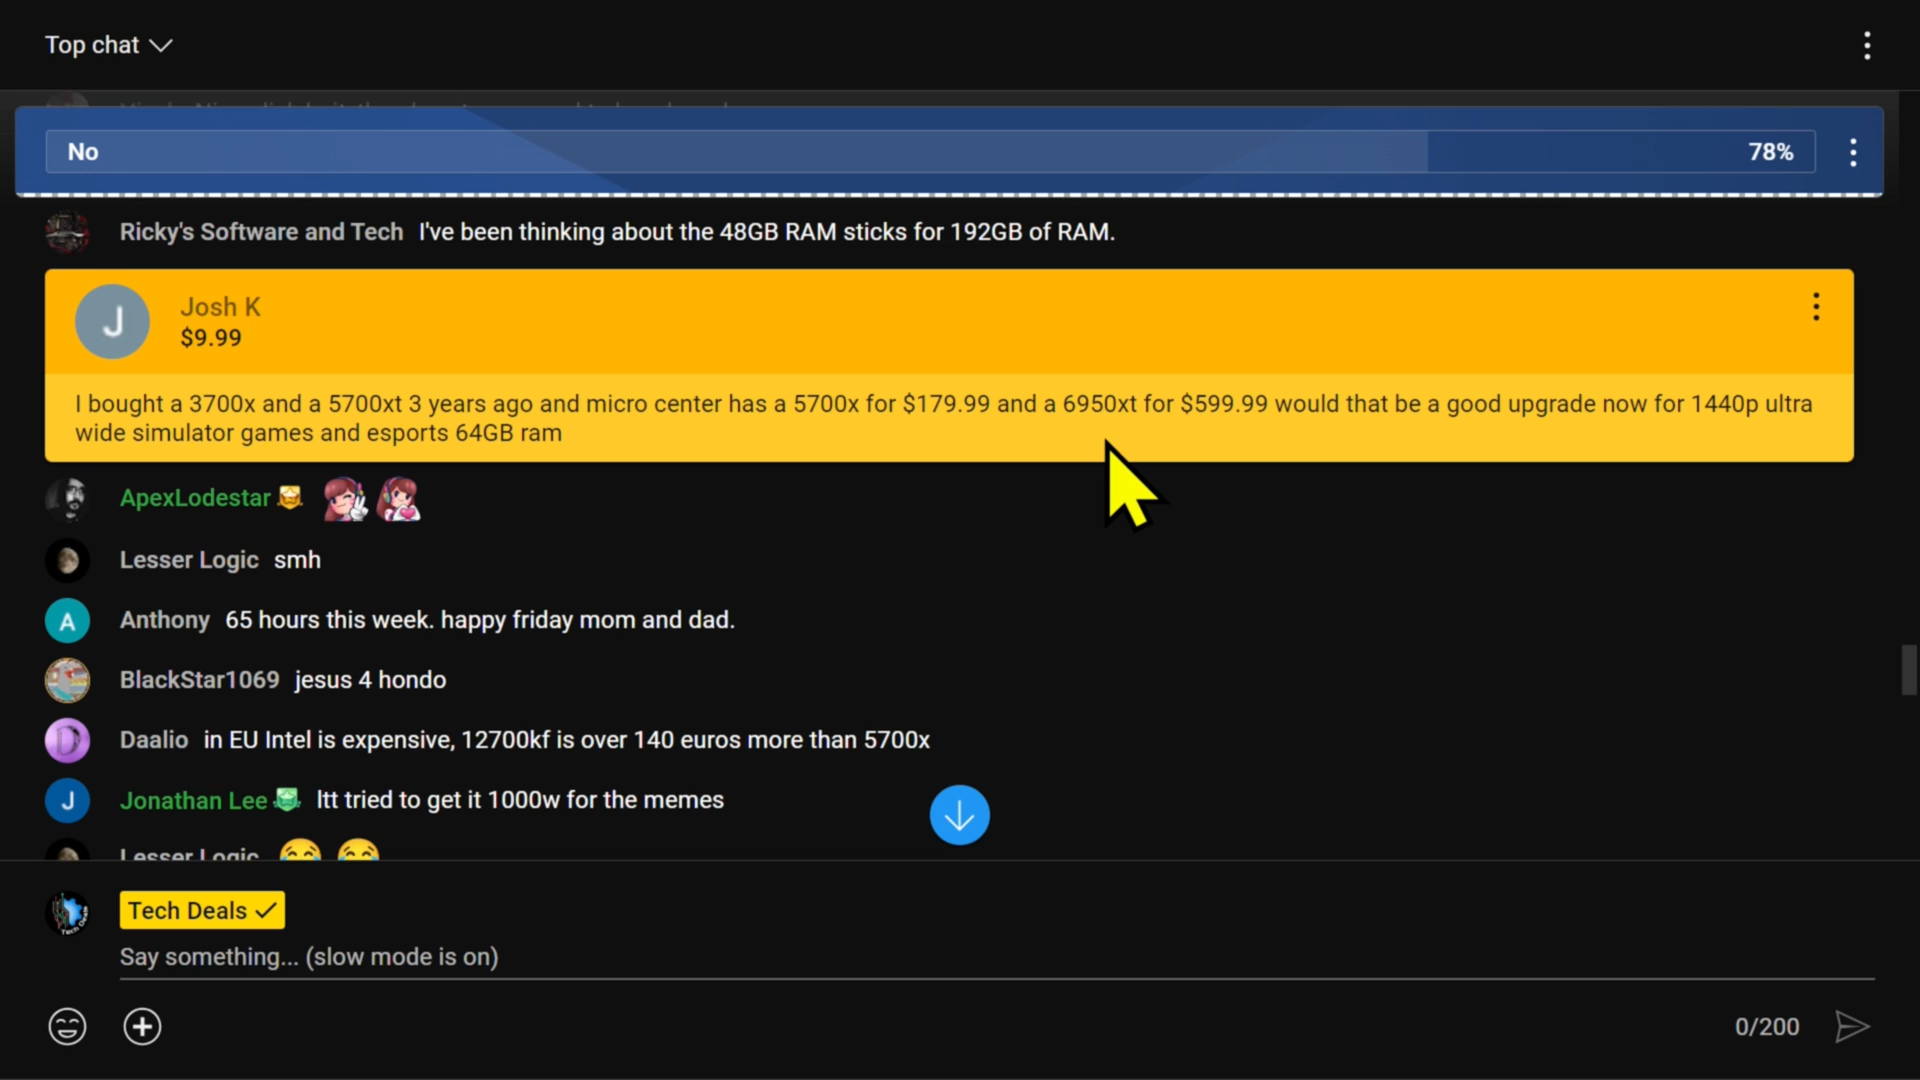 Top chat
No 78%
Ricky's Software and Tech I've been thinking about the 48GB RAM sticks for 192GB of RAM.
J
Josh K
$9.99
I bought a 3700x and a 5700xt 3 years ago and micro center has a 5700x for $179.99 and a 6950xt for $599.99 would that be a good upgrade now for 1440p ultra
wide simulator games and esports 64GB ram
ApexLodestar
Lesser Logic smh
A Anthony 65 hours this week. happy friday mom and dad.
BlackStar1069 jesus 4 hondo
D Daalio in EU Intel is expensive, 12700kf is over 140 euros more than 5700x
J Jonathan Lee ltt tried to get it 1000w for the memes
Lesser Logic
Tech Deals
Say something... (slow mode is on)
0/200